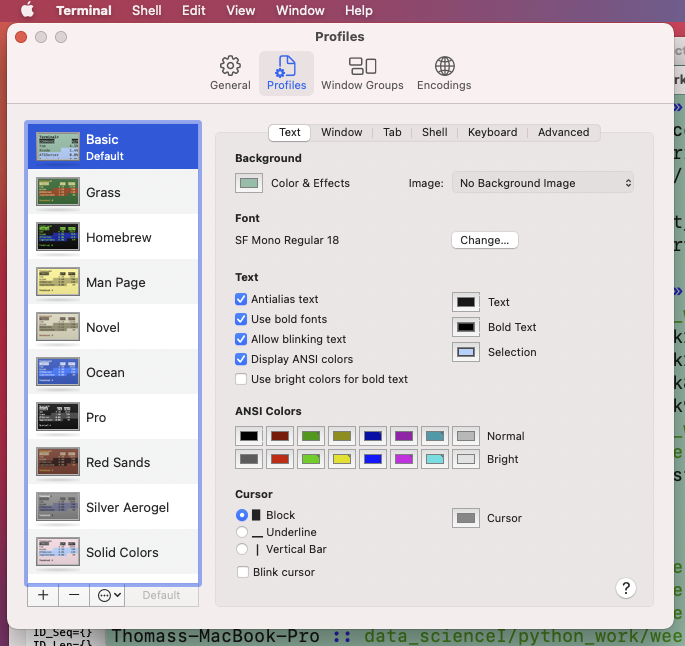 Terminal Shell Edit View Window Help
Profiles
General Profiles Window Groups Encodings
Text Window Tab Shell Keyboard Advanced
Basic
Default
Grass
Homebrew
Man Page
Novel
Ocean
Pro
Red Sands
Silver Aerogel
Solid Colors
+ − Default
Background
Color & Effects Image: No Background Image
Font
SF Mono Regular 18 Change...
Text
Antialias text Text
Use bold fonts Bold Text
Allow blinking text Selection
Display ANSI colors
Use bright colors for bold text
ANSI Colors
Normal
Bright
Cursor
Block Cursor
Underline
Vertical Bar
Blink cursor
?
ID_Seq={}
Thomass-MacBook-Pro :: data_scienceI/python_work/wee
ID_Len={}